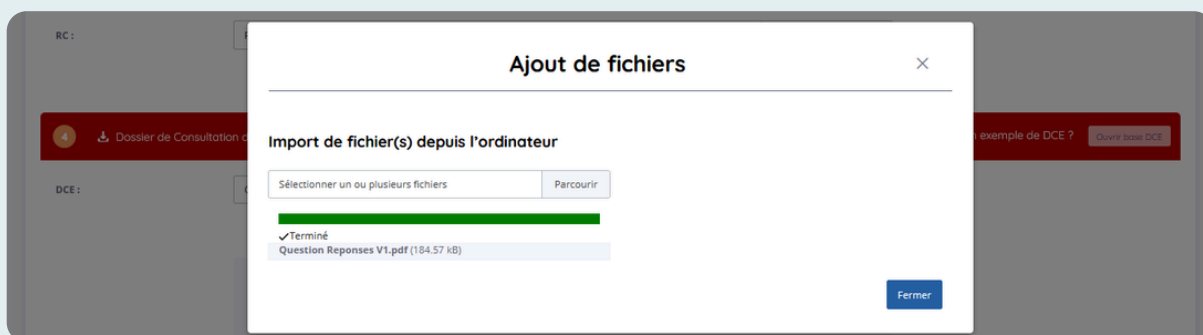 RC :
Ajout de fichiers
4 Dossier de Consultation d
exemple de DCE ? Ouvrir base DCE
Import de fichier(s) depuis l'ordinateur
DCE :
Sélectionner un ou plusieurs fichiers Parcourir
Terminé
Question Reponses V1.pdf (184.57 kB)
Fermer